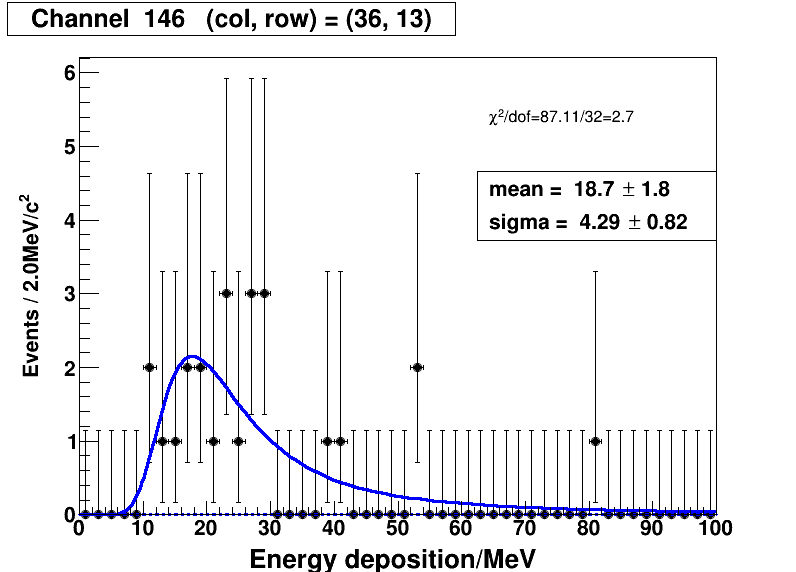 Channel 146 (col, row) = (36, 13)
χ²/dof=87.11/32=2.7
mean = 18.7 ± 1.8
sigma = 4.29 ± 0.82
Events / 2.0MeV/c²
6
5
4
3
2
1
0
0 10 20 30 40 50 60 70 80 90 100
Energy deposition/MeV